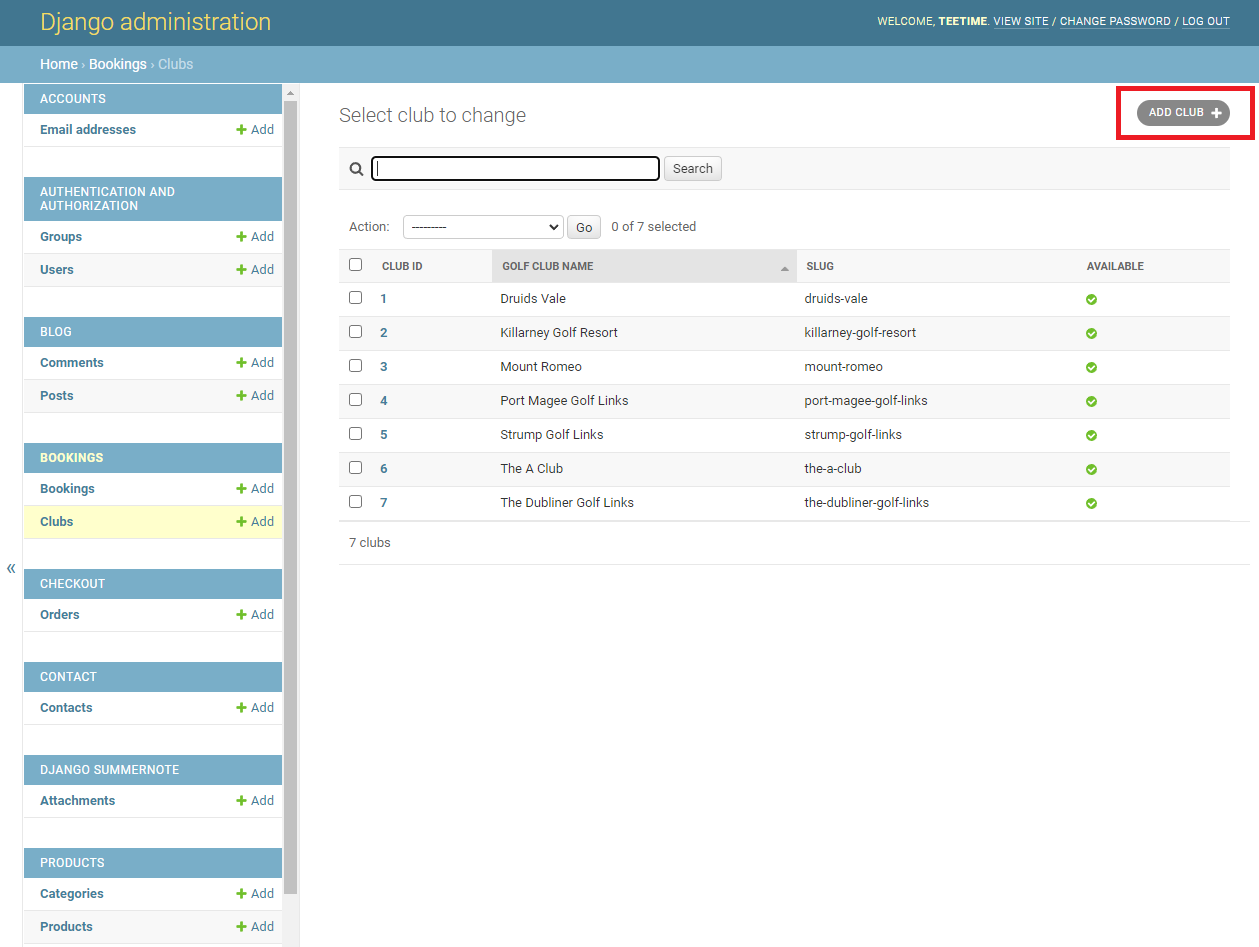 Django administration
WELCOME, TEETIME. VIEW SITE / CHANGE PASSWORD / LOG OUT
Home › Bookings › Clubs
ACCOUNTS
Email addresses + Add
AUTHENTICATION AND
AUTHORIZATION
Groups + Add
Users + Add
BLOG
Comments + Add
Posts + Add
BOOKINGS
Bookings + Add
Clubs + Add
«
CHECKOUT
Orders + Add
CONTACT
Contacts + Add
DJANGO SUMMERNOTE
Attachments + Add
PRODUCTS
Categories + Add
Products + Add
Select club to change
ADD CLUB +
Search
Action: --------- Go 0 of 7 selected
CLUB ID GOLF CLUB NAME SLUG AVAILABLE
1 Druids Vale druids-vale
2 Killarney Golf Resort killarney-golf-resort
3 Mount Romeo mount-romeo
4 Port Magee Golf Links port-magee-golf-links
5 Strump Golf Links strump-golf-links
6 The A Club the-a-club
7 The Dubliner Golf Links the-dubliner-golf-links
7 clubs